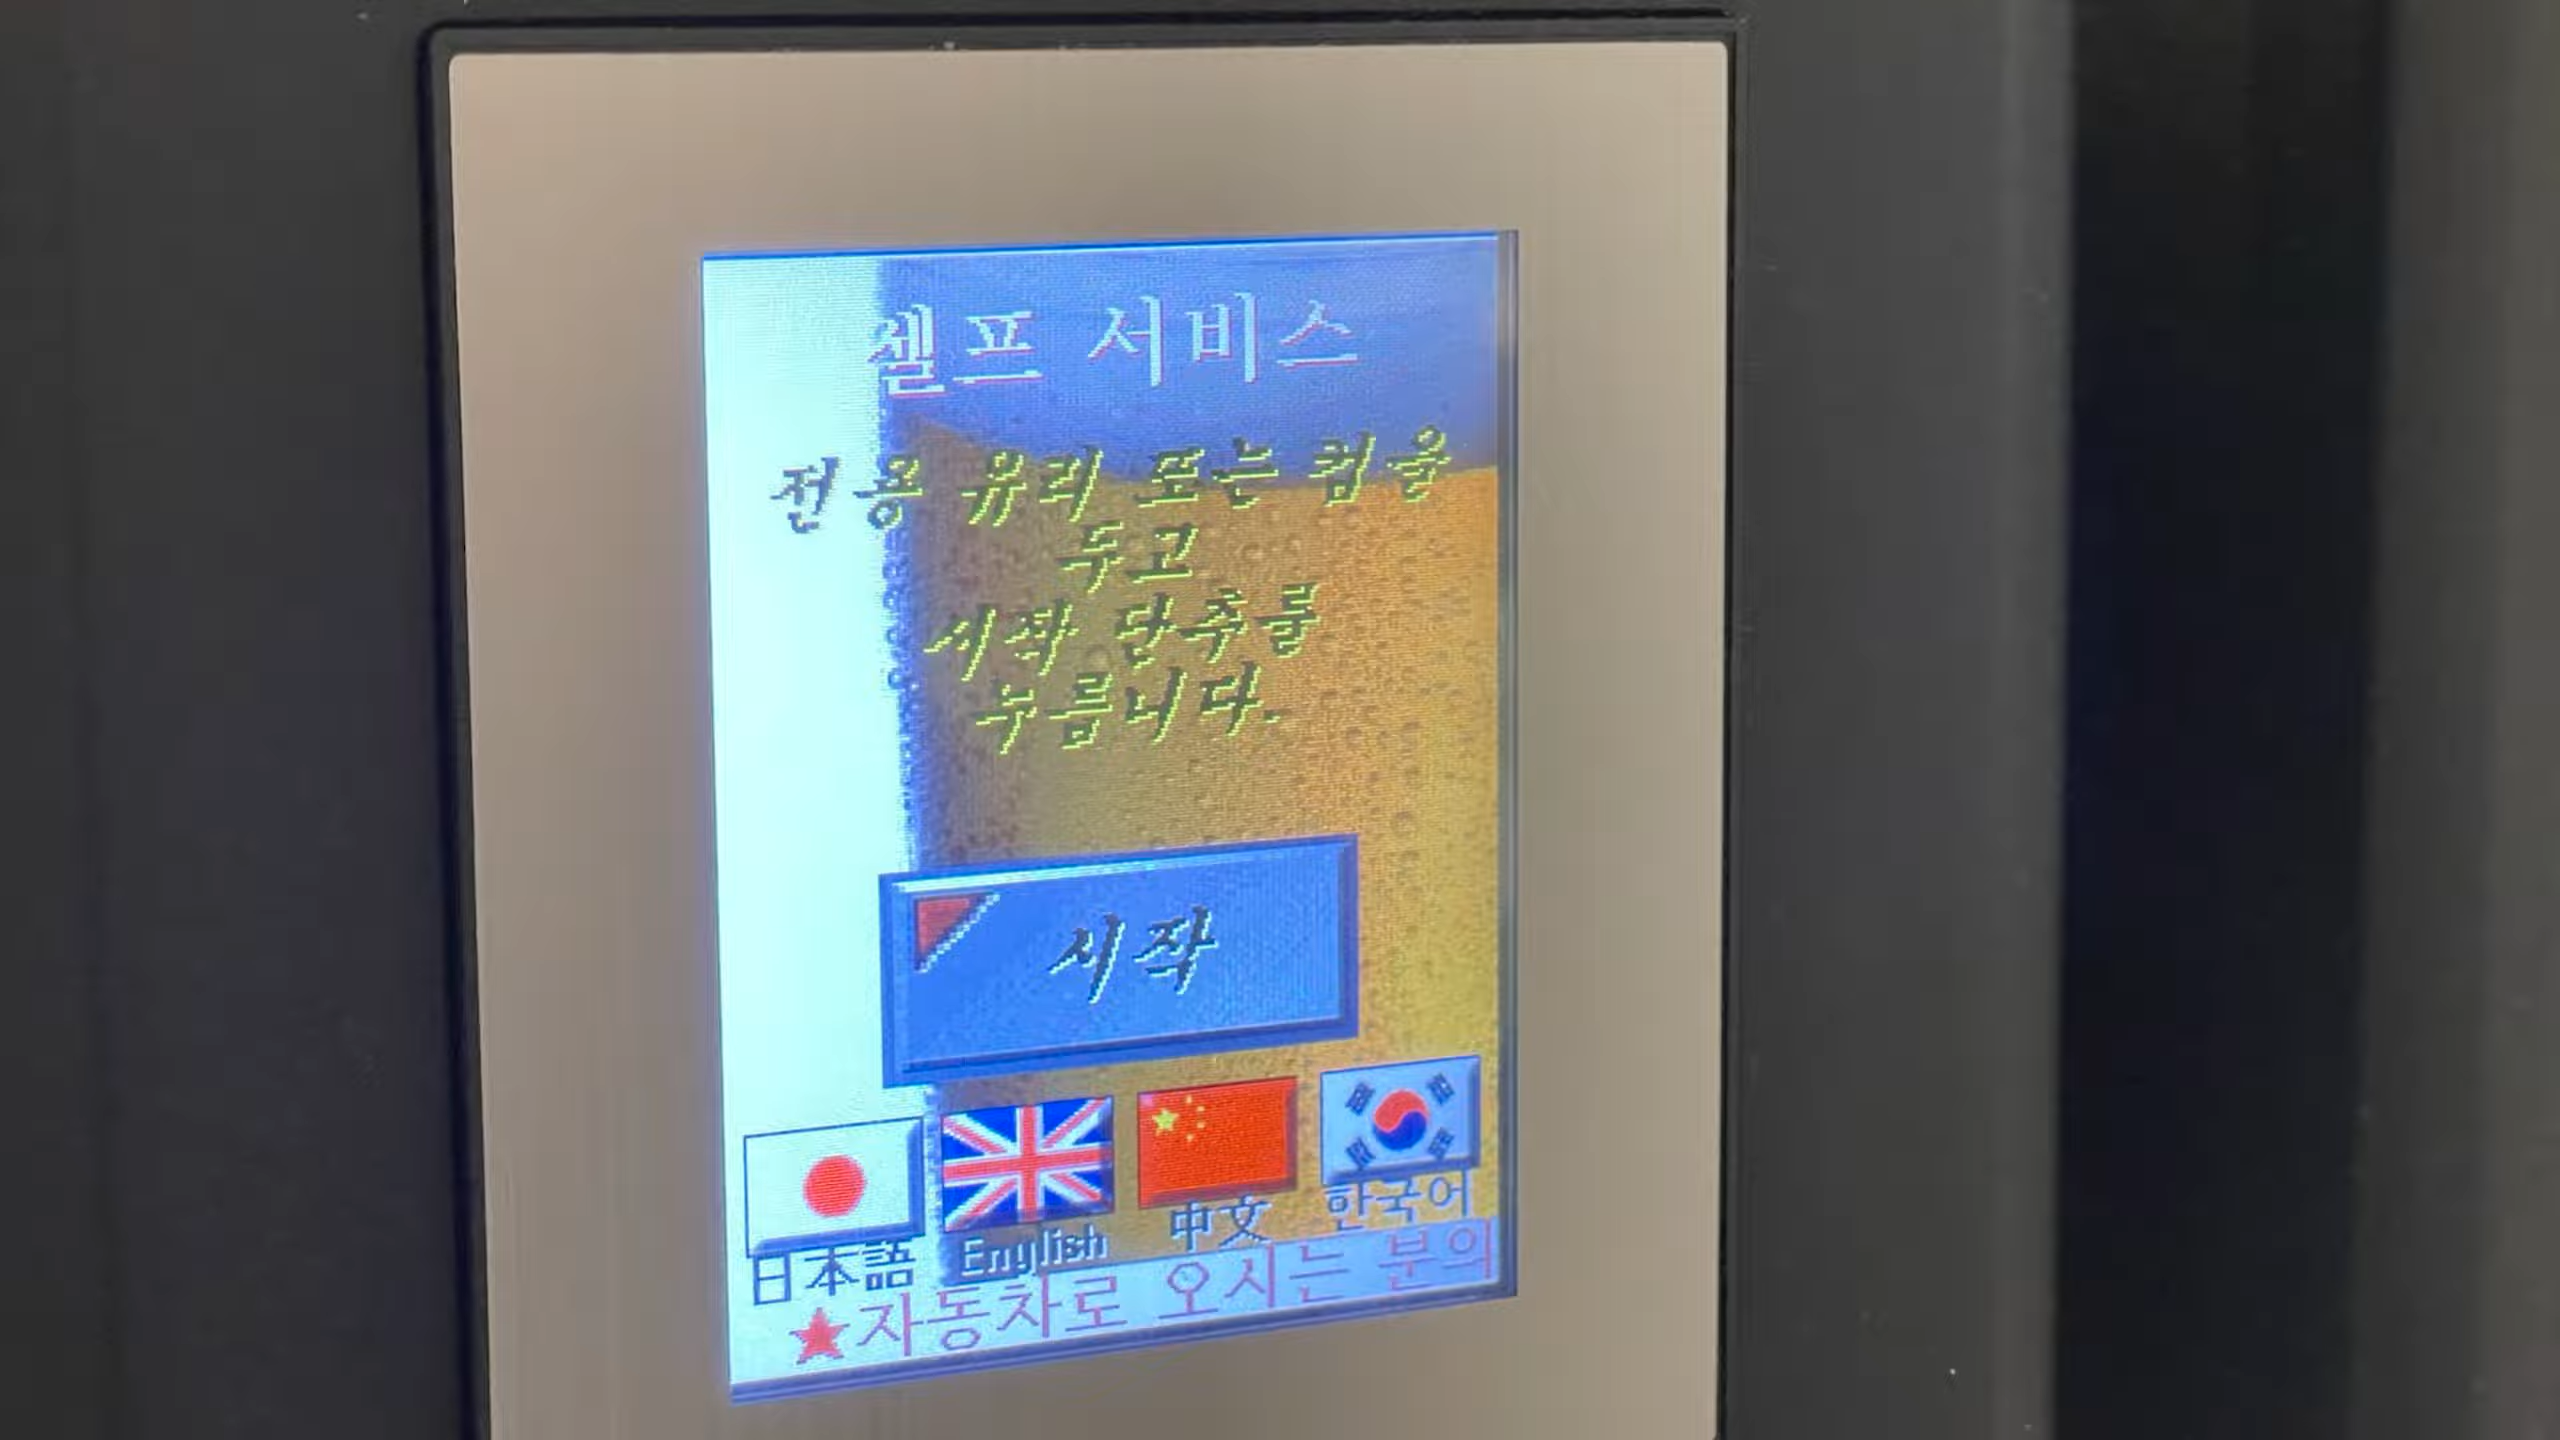 셀프 서비스
전용 유리 또는 컵을
두고
시작 단추를
누릅니다.
시작
日本語 English 中文 한국어
★자동차로 오시는 분의